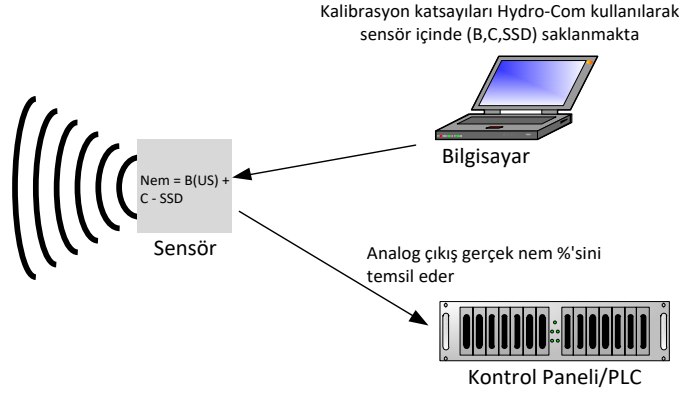 Kalibrasyon katsayıları Hydro-Com kullanılarak
sensör içinde (B,C,SSD) saklanmakta
Bilgisayar
Nem = B(US) +
C - SSD
Sensör
Analog çıkış gerçek nem %'sini
temsil eder
Kontrol Paneli/PLC